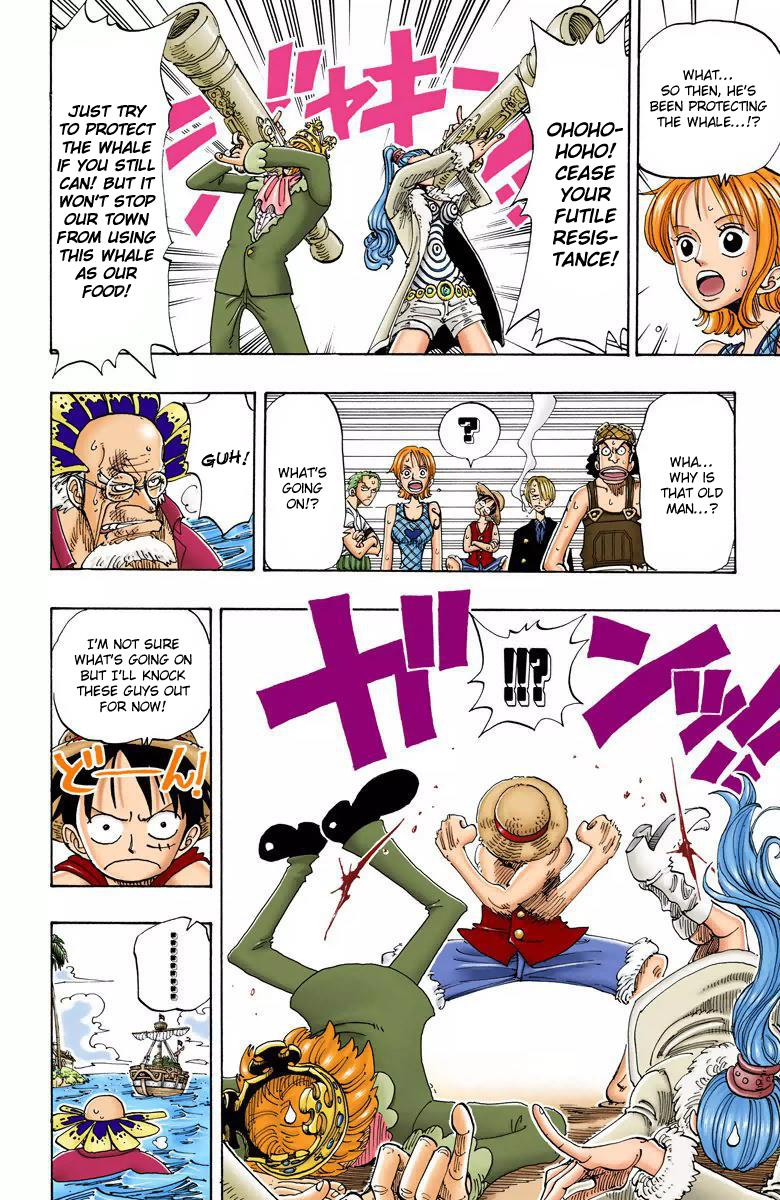 WHAT...
SO THEN, HE'S
BEEN PROTECTING
THE WHALE...!?
OHOHO-
HOHO!
CEASE
YOUR
FUTILE
RESIS-
TANCE!
ジャキーン
JUST TRY
TO PROTECT
THE WHALE
IF YOU STILL
CAN! BUT IT
WON'T STOP
OUR TOWN
FROM USING
THIS WHALE
AS OUR
FOOD!
WHA...
WHY IS
THAT OLD
MAN...?
?
WHAT'S
GOING
ON!?
GUH!
ガンッ!!
!!?
I'M NOT SURE
WHAT'S GOING ON
BUT I'LL KNOCK
THESE GUYS OUT
FOR NOW!
どーん!
........